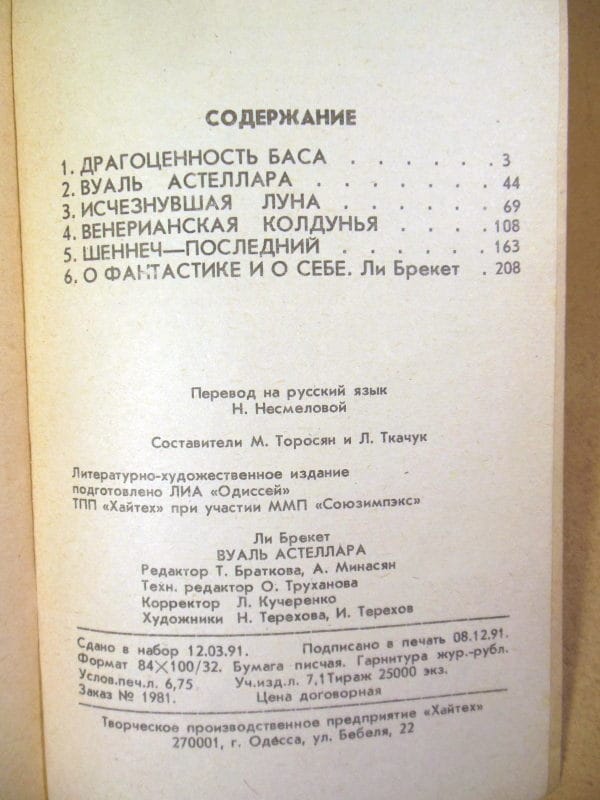 СОДЕРЖАНИЕ
1. ДРАГОЦЕННОСТЬ БАСА . . . . . . 3
2. ВУАЛЬ АСТЕЛЛАРА . . . . . . . 44
3. ИСЧЕЗНУВШАЯ ЛУНА . . . . . . 69
4. ВЕНЕРИАНСКАЯ КОЛДУНЬЯ . . . . 108
5. ШЕННЕЧ—ПОСЛЕДНИЙ . . . . . . 163
6. О ФАНТАСТИКЕ И О СЕБЕ. Ли Брекет . 208
Перевод на русский язык
Н. Несмеловой
Составители М. Торосян и Л. Ткачук
Литературно-художественное издание
подготовлено ЛИА «Одиссей»
ТПП «Хайтех» при участии ММП «Союзимпэкс»
Ли Брекет
ВУАЛЬ АСТЕЛЛАРА
Редактор Т. Браткова, А. Минасян
Техн. редактор О. Труханова
Корректор Л. Кучеренко
Художники Н. Терехова, И. Терехов
Сдано в набор 12.03.91. Подписано в печать 08.12.91.
Формат 84×100/32. Бумага писчая. Гарнитура жур.-рубл.
Услов.печ.л. 6,75 Уч.изд.л. 7,1 Тираж 25000 экз.
Заказ № 1981. Цена договорная
Творческое производственное предприятие «Хайтех»
270001, г. Одесса, ул. Бебеля, 22